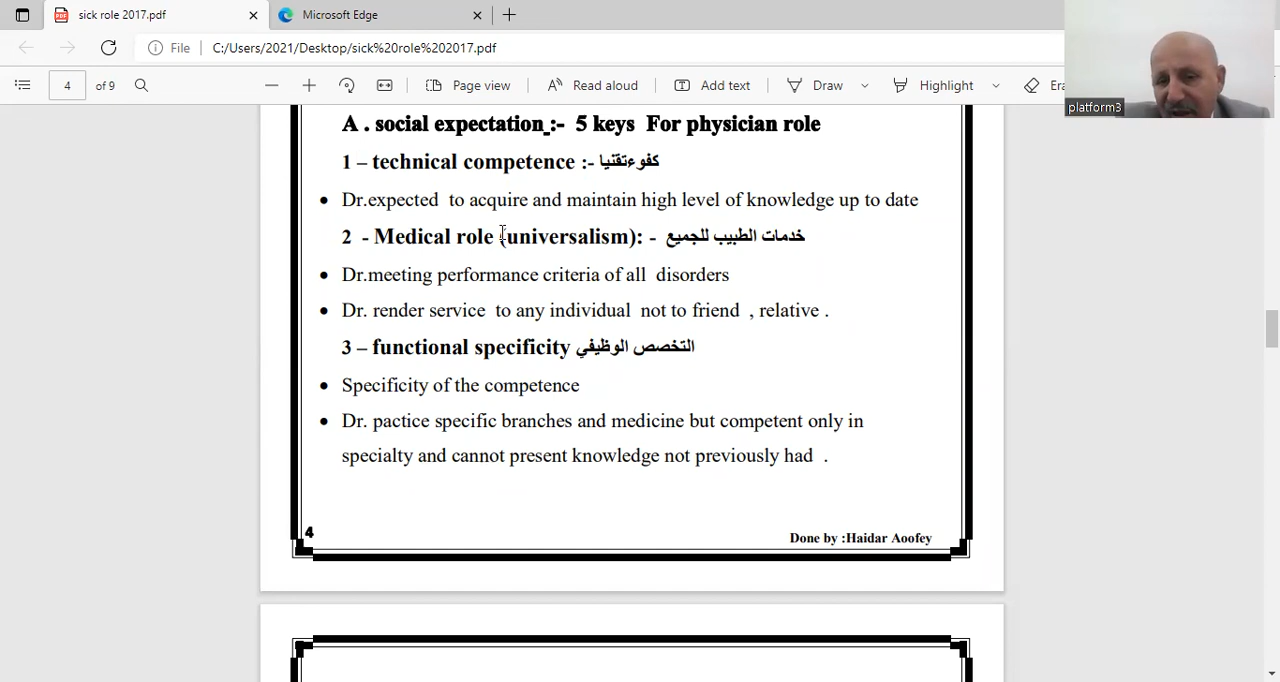 sick role 2017.pdf
Microsoft Edge
File
C:/Users/2021/Desktop/sick%20role%202017.pdf
4 of 9
Page view
Read aloud
Add text
Draw
Highlight
Era
platform3
A . social expectation :- 5 keys For physician role
1 – technical competence :- كفوءتقنيا
• Dr.expected to acquire and maintain high level of knowledge up to date
2 - Medical role (universalism): - خدمات الطبيب للجميع
• Dr.meeting performance criteria of all disorders
• Dr. render service to any individual not to friend , relative .
3 – functional specificity التخصص الوظيفي
• Specificity of the competence
• Dr. pactice specific branches and medicine but competent only in
specialty and cannot present knowledge not previously had .
4
Done by :Haidar Aoofey